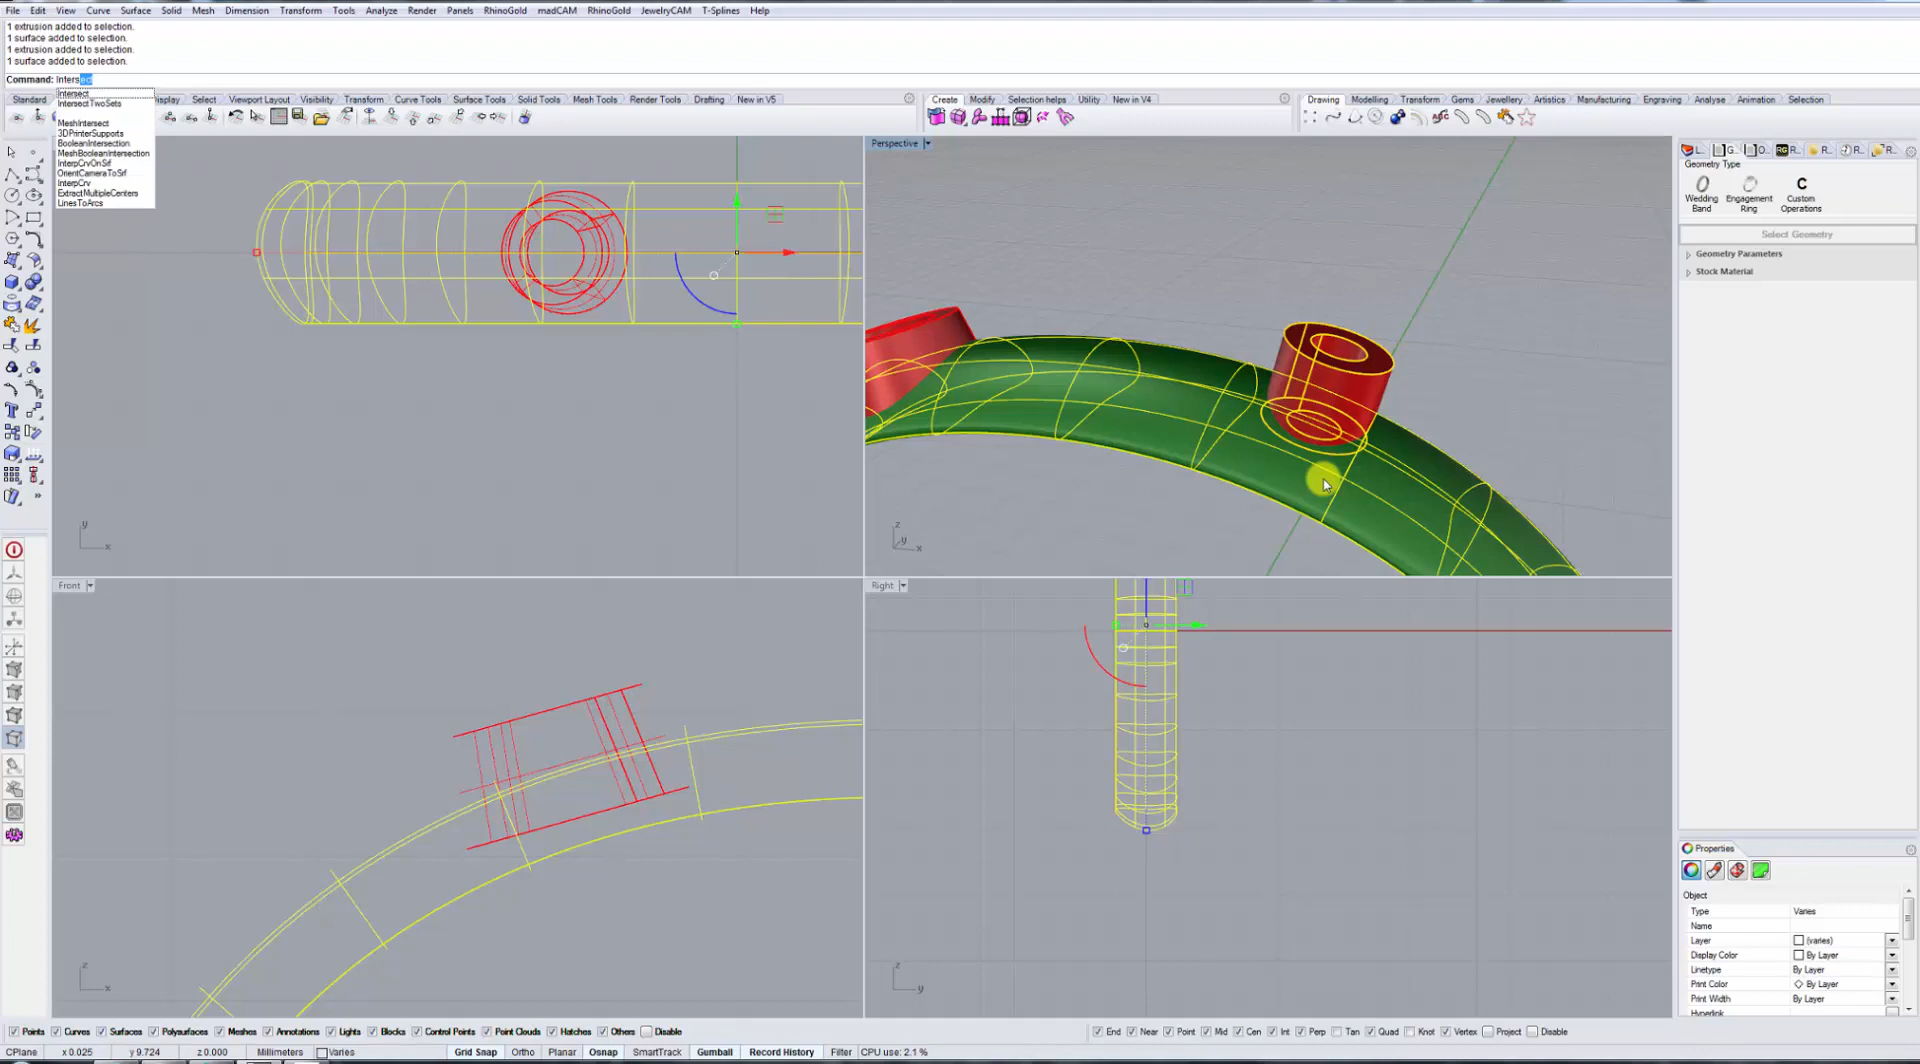 File Edit View Curve Surface Solid Mesh Dimension Transform Tools Analyze Render Panels RhinoGold madCAM RhinoGold JewelryCAM T-Splines Help
1 extrusion added to selection.
1 surface added to selection.
1 extrusion added to selection.
1 surface added to selection.
Command: Intersect
Intersect
IntersectTwoSets
MeshIntersect
3DPrinterSupports
BooleanIntersection
MeshBooleanIntersection
InterpCrvOnSrf
OrientCameraToSrf
InterpCrv
ExtractMultipleCenters
LinesToArcs
Standard Display Select Viewport Layout Visibility Transform Curve Tools Surface Tools Solid Tools Mesh Tools Render Tools Drafting New in V5
Create Modify Selection helps Utility New in V4
Drawing Modelling Transform Gems Jewellery Artistics Manufacturing Engraving Analyse Animation Selection
Perspective
Front
Right
y
x
z
y
x
z
x
z
y
L... G... O... R... R... R... R...
Geometry Type
Wedding Band
Engagement Ring
Custom Operations
Select Geometry
Geometry Parameters
Stock Material
Properties
Object
Type Varies
Name
Layer (varies)
Display Color By Layer
Linetype By Layer
Print Color By Layer
Print Width By Layer
Hyperlink
Points Curves Surfaces Polysurfaces Meshes Annotations Lights Blocks Control Points Point Clouds Hatches Others Disable
End Near Point Mid Cen Int Perp Tan Quad Knot Vertex Project Disable
CPlane x 0.025 y 9.724 z 0.000 Millimeters Varies Grid Snap Ortho Planar Osnap SmartTrack Gumball Record History Filter CPU use: 2.1 %